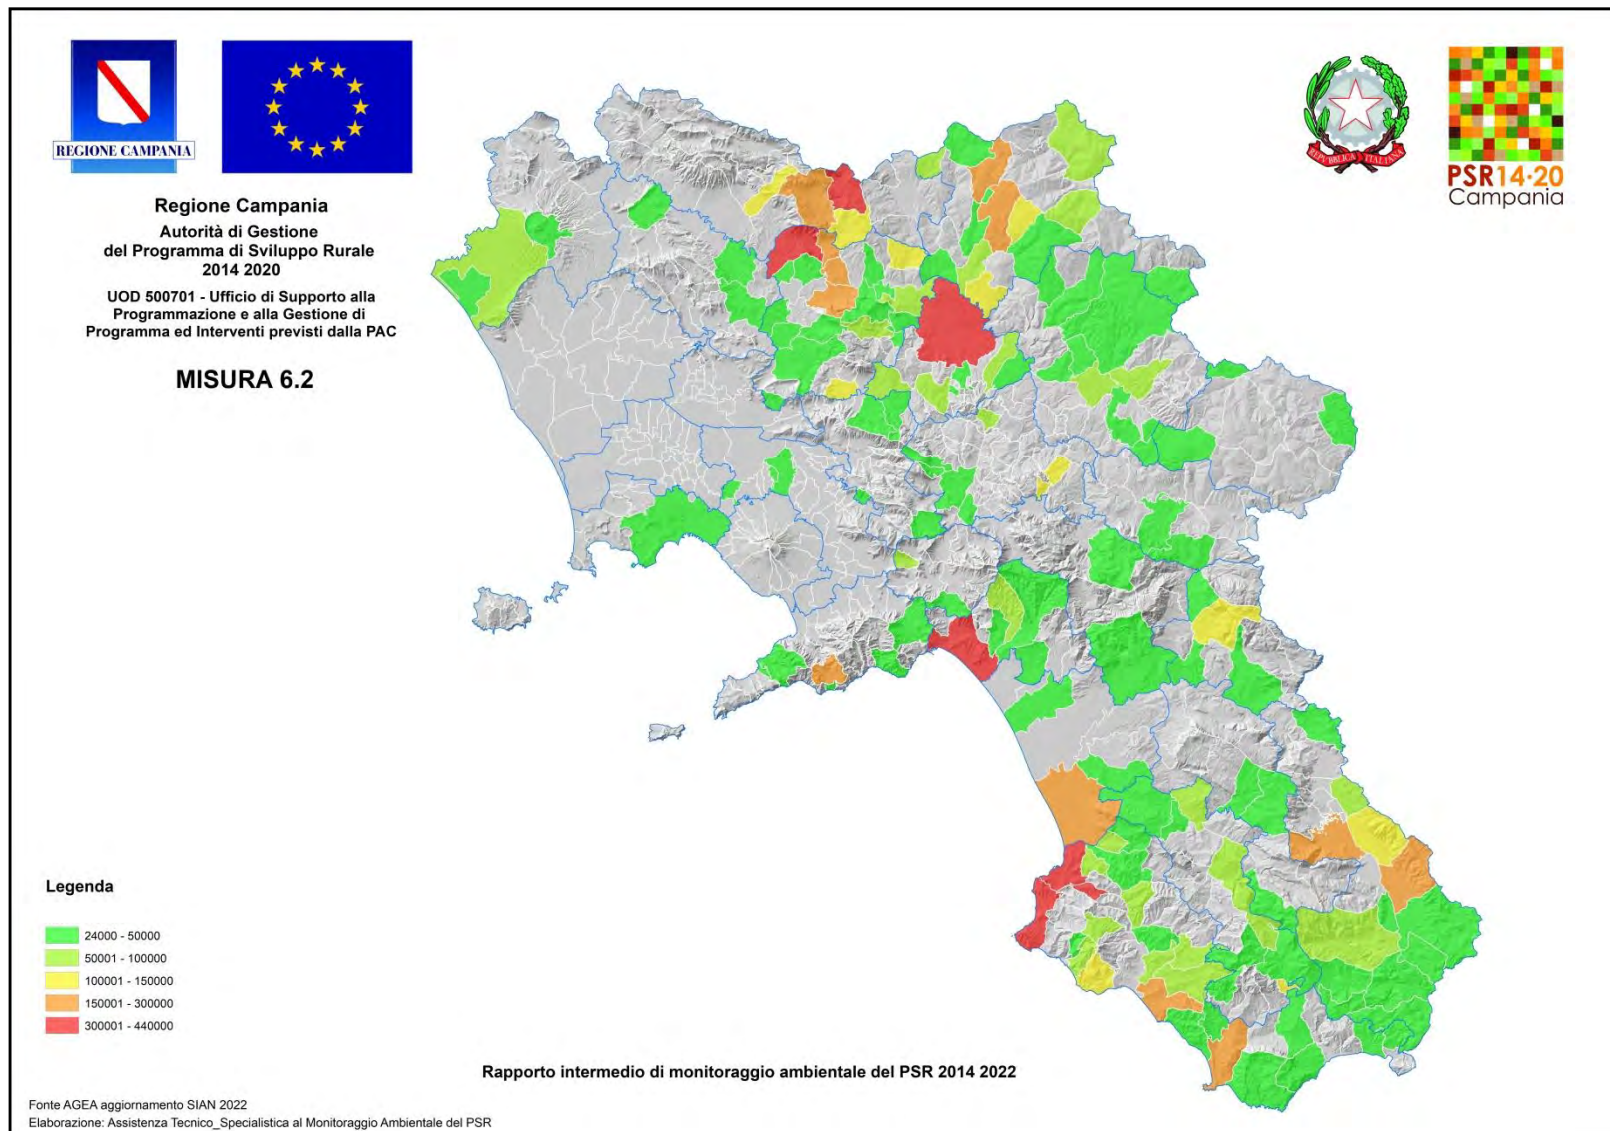 REGIONE CAMPANIA
REPVBBLICA ITALIANA
PSR14·20
Campania
Regione Campania
Autorità di Gestione
del Programma di Sviluppo Rurale
2014 2020
UOD 500701 - Ufficio di Supporto alla
Programmazione e alla Gestione di
Programma ed Interventi previsti dalla PAC
MISURA 6.2
Legenda
24000 - 50000
50001 - 100000
100001 - 150000
150001 - 300000
300001 - 440000
Rapporto intermedio di monitoraggio ambientale del PSR 2014 2022
Fonte AGEA aggiornamento SIAN 2022
Elaborazione: Assistenza Tecnico_Specialistica al Monitoraggio Ambientale del PSR